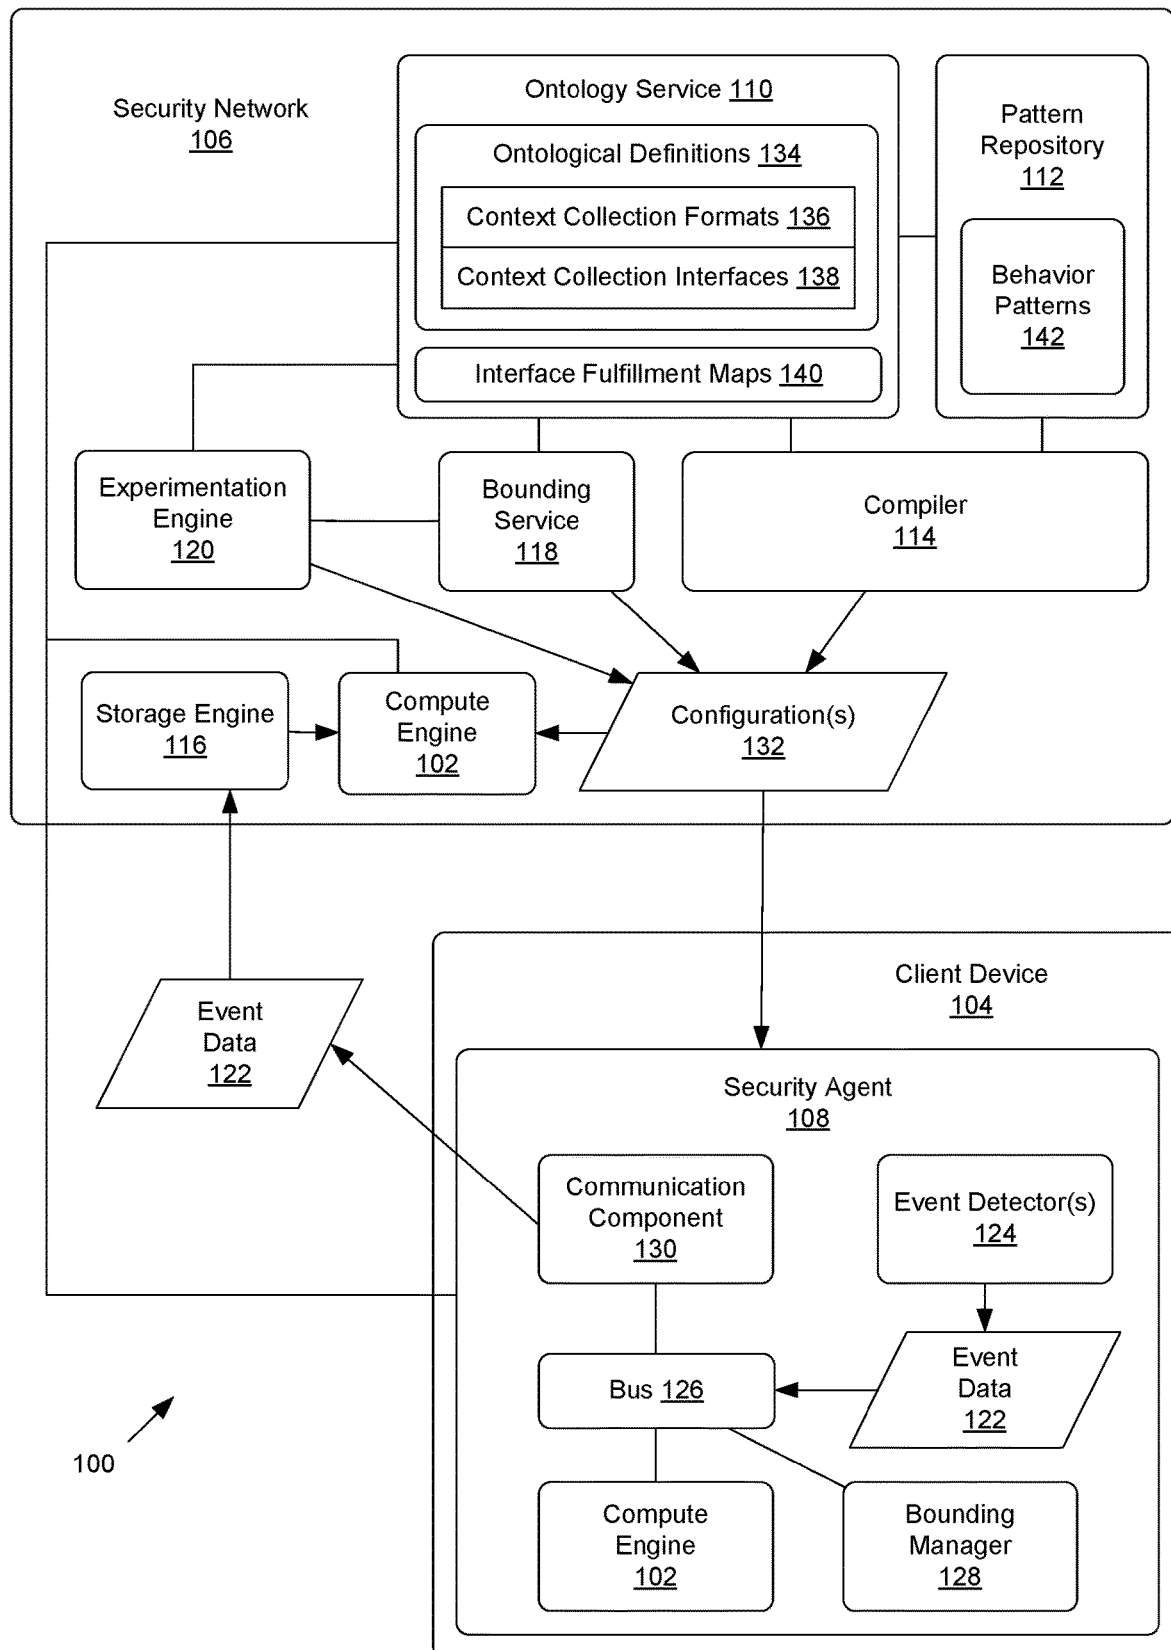 Security Network
106
Ontology Service 110
Ontological Definitions 134
Context Collection Formats 136
Context Collection Interfaces 138
Interface Fulfillment Maps 140
Pattern
Repository
112
Behavior
Patterns
142
Experimentation
Engine
120
Bounding
Service
118
Compiler
114
Storage Engine
116
Compute
Engine
102
Configuration(s)
132
Event
Data
122
Client Device
104
Security Agent
108
Communication
Component
130
Event Detector(s)
124
Bus 126
Event
Data
122
100
Compute
Engine
102
Bounding
Manager
128